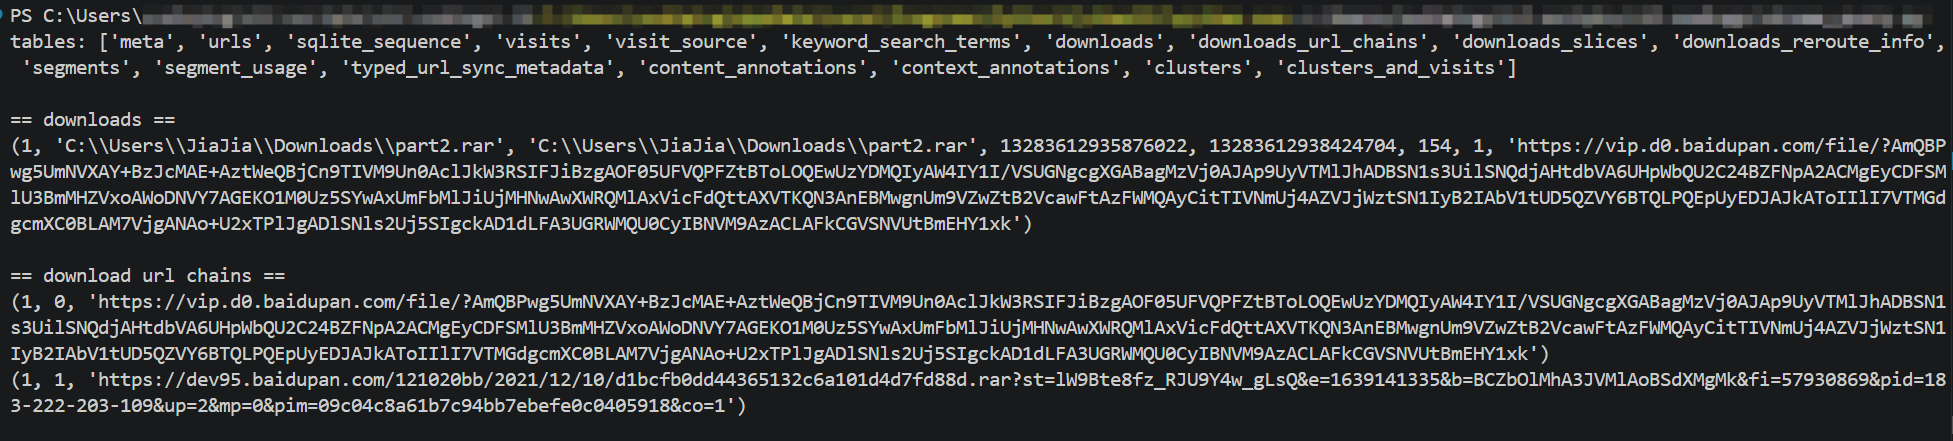 PS C:\Users\
tables: ['meta', 'urls', 'sqlite_sequence', 'visits', 'visit_source', 'keyword_search_terms', 'downloads', 'downloads_url_chains', 'downloads_slices', 'downloads_reroute_info',
 'segments', 'segment_usage', 'typed_url_sync_metadata', 'content_annotations', 'context_annotations', 'clusters', 'clusters_and_visits']
== downloads ==
(1, 'C:\\Users\\JiaJia\\Downloads\\part2.rar', 'C:\\Users\\JiaJia\\Downloads\\part2.rar', 13283612935876022, 13283612938424704, 154, 1, 'https://vip.d0.baidupan.com/file/?AmQBP
wg5UmNVXAY+BzJcMAE+AztWeQBjCn9TIVM9Un0AclJkW3RSIFJiBzgAOF05UFVQPFZtBToLOQEwUzYDMQIyAW4IY1I/VSUGNgcgXGABagMzVj0AJAp9UyVTMlJhADBSN1s3UilSNQdjAHtdbVA6UHpWbQU2C24BZFNpA2ACMgEyCDFSM
lU3BmMHZVxoAWoDNVY7AGEKO1M0Uz5SYwAxUmFbMlJiUjMHNwAwXWRQMlAxVicFdQttAXVTKQN3AnEBMwgnUm9VZwZtB2VcawFtAzFWMQAyCitTIVNmUj4AZVJjWztSN1IyB2IAbV1tUD5QZVY6BTQLPQEpUyEDJAJkAToIIlI7VTMGd
gcmXC0BLAM7VjgANAo+U2xTPlJgADlSNls2Uj5SIgckAD1dLFA3UGRWMQU0CyIBNVM9AzACLAFkCGVSNVUtBmEHY1xk')
== download url chains ==
(1, 0, 'https://vip.d0.baidupan.com/file/?AmQBPwg5UmNVXAY+BzJcMAE+AztWeQBjCn9TIVM9Un0AclJkW3RSIFJiBzgAOF05UFVQPFZtBToLOQEwUzYDMQIyAW4IY1I/VSUGNgcgXGABagMzVj0AJAp9UyVTMlJhADBSN1
s3UilSNQdjAHtdbVA6UHpWbQU2C24BZFNpA2ACMgEyCDFSMlU3BmMHZVxoAWoDNVY7AGEKO1M0Uz5SYwAxUmFbMlJiUjMHNwAwXWRQMlAxVicFdQttAXVTKQN3AnEBMwgnUm9VZwZtB2VcawFtAzFWMQAyCitTIVNmUj4AZVJjWztSN1
IyB2IAbV1tUD5QZVY6BTQLPQEpUyEDJAJkAToIIlI7VTMGdgcmXC0BLAM7VjgANAo+U2xTPlJgADlSNls2Uj5SIgckAD1dLFA3UGRWMQU0CyIBNVM9AzACLAFkCGVSNVUtBmEHY1xk')
(1, 1, 'https://dev95.baidupan.com/121020bb/2021/12/10/d1bcfb0dd44365132c6a101d4d7fd88d.rar?st=lW9Bte8fz_RJU9Y4w_gLsQ&e=1639141335&b=BCZbOlMhA3JVMlAoBSdXMgMk&fi=57930869&pid=18
3-222-203-109&up=2&mp=0&pim=09c04c8a61b7c94bb7ebefe0c0405918&co=1')